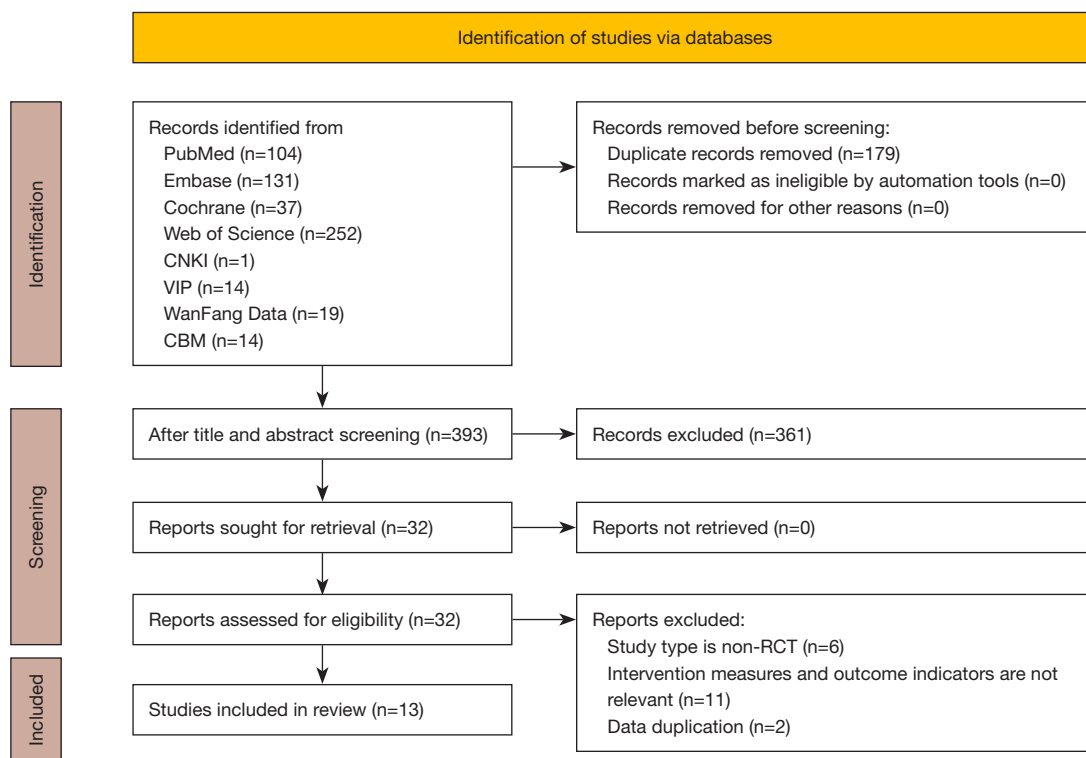 Identification of studies via databases
Identification
Records identified from
PubMed (n=104)
Embase (n=131)
Cochrane (n=37)
Web of Science (n=252)
CNKI (n=1)
VIP (n=14)
WanFang Data (n=19)
CBM (n=14)
Records removed before screening:
Duplicate records removed (n=179)
Records marked as ineligible by automation tools (n=0)
Records removed for other reasons (n=0)
Screening
After title and abstract screening (n=393)
Records excluded (n=361)
Reports sought for retrieval (n=32)
Reports not retrieved (n=0)
Reports assessed for eligibility (n=32)
Reports excluded:
Study type is non-RCT (n=6)
Intervention measures and outcome indicators are not
relevant (n=11)
Data duplication (n=2)
Included
Studies included in review (n=13)